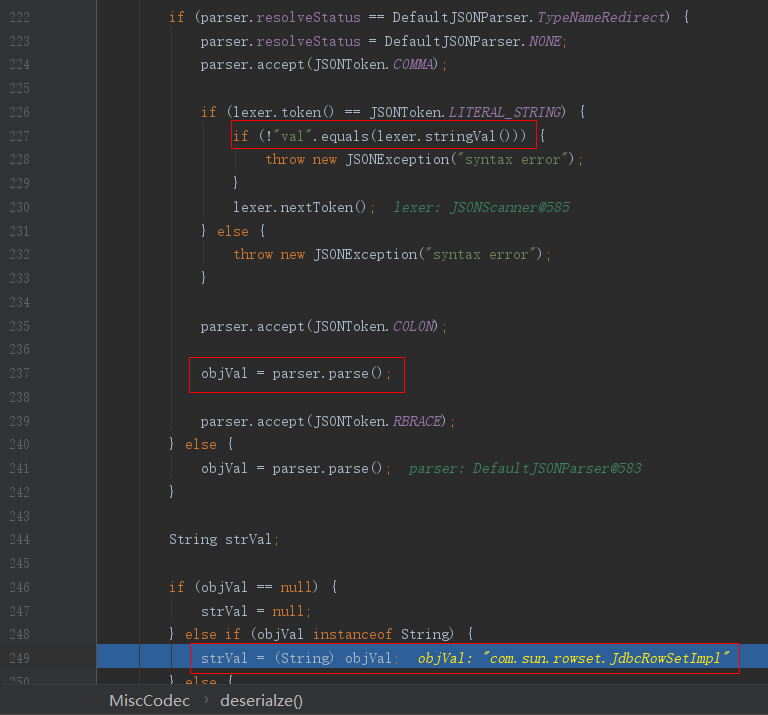 222 if (parser.resolveStatus == DefaultJSONParser.TypeNameRedirect) {
223 parser.resolveStatus = DefaultJSONParser.NONE;
224 parser.accept(JSONToken.COMMA);
225
226 if (lexer.token() == JSONToken.LITERAL_STRING) {
227 if (!"val".equals(lexer.stringVal())) {
228 throw new JSONException("syntax error");
229 }
230 lexer.nextToken(); lexer: JSONScanner@585
231 } else {
232 throw new JSONException("syntax error");
233 }
234
235 parser.accept(JSONToken.COLON);
236
237 objVal = parser.parse();
238
239 parser.accept(JSONToken.RBRACE);
240 } else {
241 objVal = parser.parse(); parser: DefaultJSONParser@583
242 }
243
244 String strVal;
245
246 if (objVal == null) {
247 strVal = null;
248 } else if (objVal instanceof String) {
249 strVal = (String) objVal; objVal: "com.sun.rowset.JdbcRowSetImpl"
250 } else {
MiscCodec › deserialze()